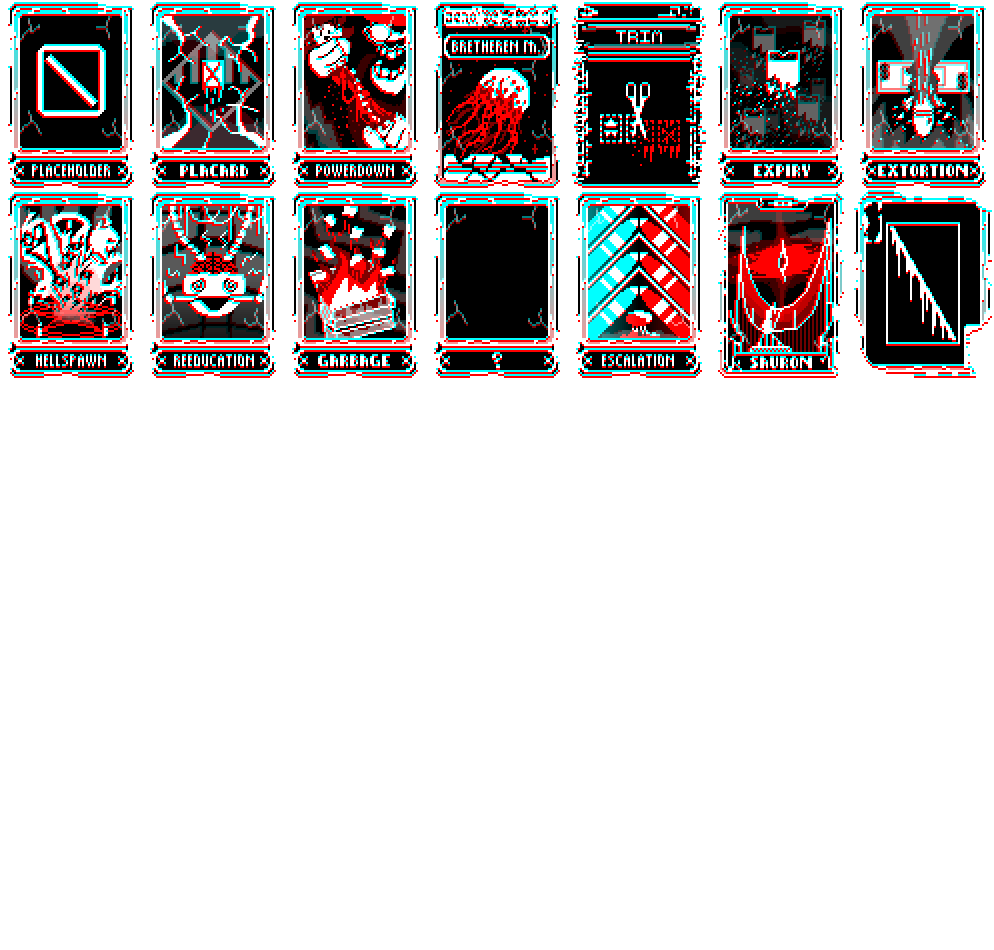 BRETHEREN M.
TRIM
PLACEHOLDER
PLACARD
POWERDOWN
EXPIRY
EXTORTION
HELLSPAWN
REEDUCATION
GARBAGE
?
ESCALATION
SAURON